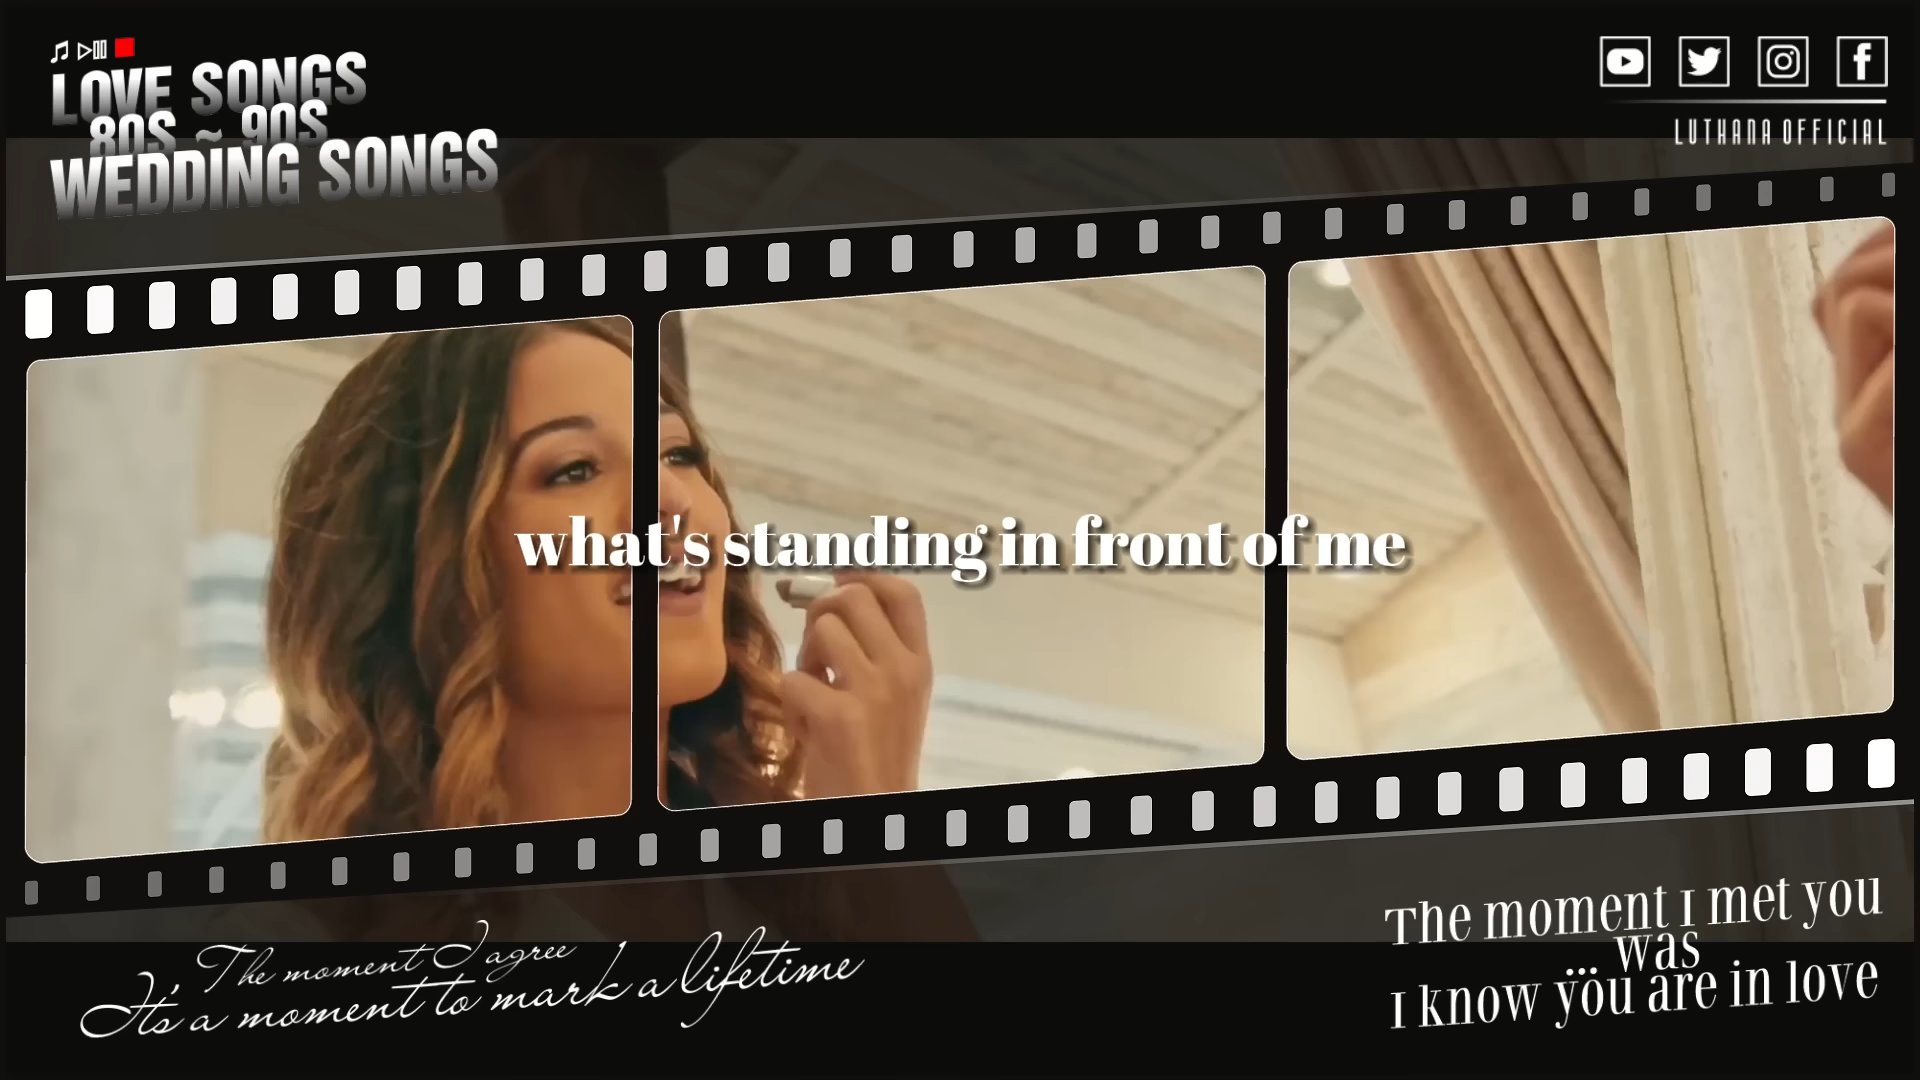 LOVE SONGS
80S ~ 90S
WEDDING SONGS
LUTHANA OFFICIAL
what's standing in front of me
The moment I agree
It's a moment to mark a lifetime
The moment I met you
was
I know you are in love